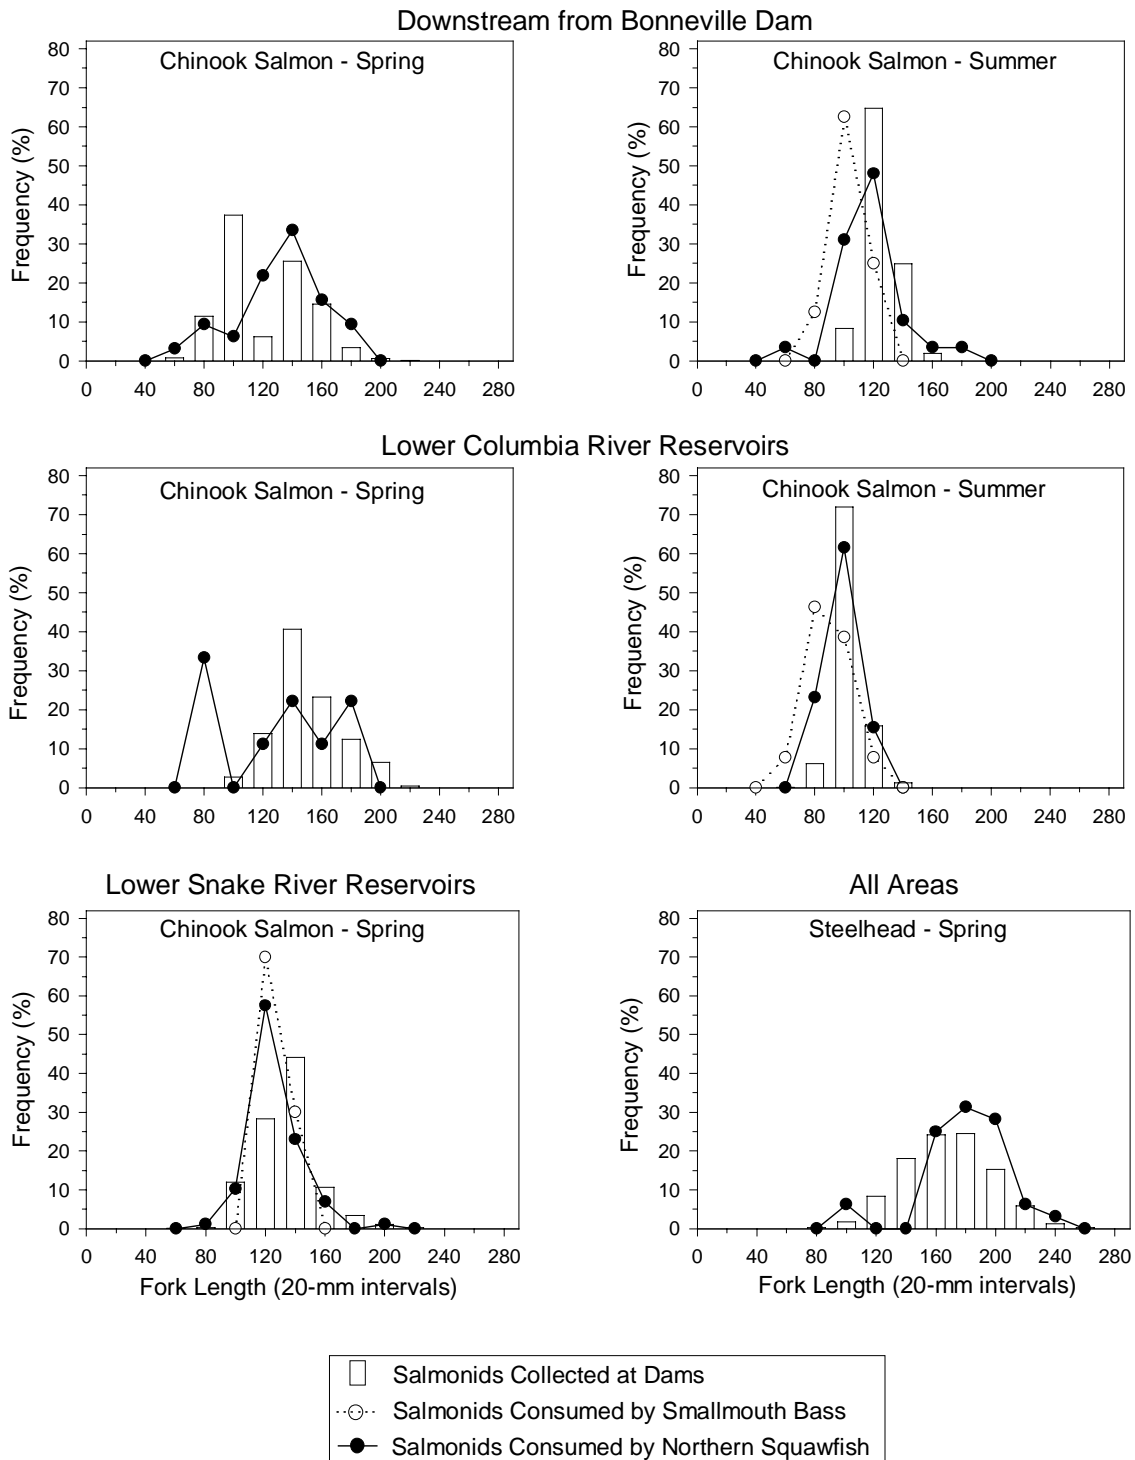 Downstream from Bonneville Dam
Chinook Salmon - Spring
Frequency (%)
80
70
60
50
40
30
20
10
0
0 40 80 120 160 200 240 280
Chinook Salmon - Summer
Frequency (%)
80
70
60
50
40
30
20
10
0
0 40 80 120 160 200 240 280
Lower Columbia River Reservoirs
Chinook Salmon - Spring
Frequency (%)
80
70
60
50
40
30
20
10
0
0 40 80 120 160 200 240 280
Chinook Salmon - Summer
Frequency (%)
80
70
60
50
40
30
20
10
0
0 40 80 120 160 200 240 280
Lower Snake River Reservoirs
Chinook Salmon - Spring
Frequency (%)
80
70
60
50
40
30
20
10
0
0 40 80 120 160 200 240 280
Fork Length (20-mm intervals)
All Areas
Steelhead - Spring
Frequency (%)
80
70
60
50
40
30
20
10
0
0 40 80 120 160 200 240 280
Fork Length (20-mm intervals)
Salmonids Collected at Dams
Salmonids Consumed by Smallmouth Bass
Salmonids Consumed by Northern Squawfish